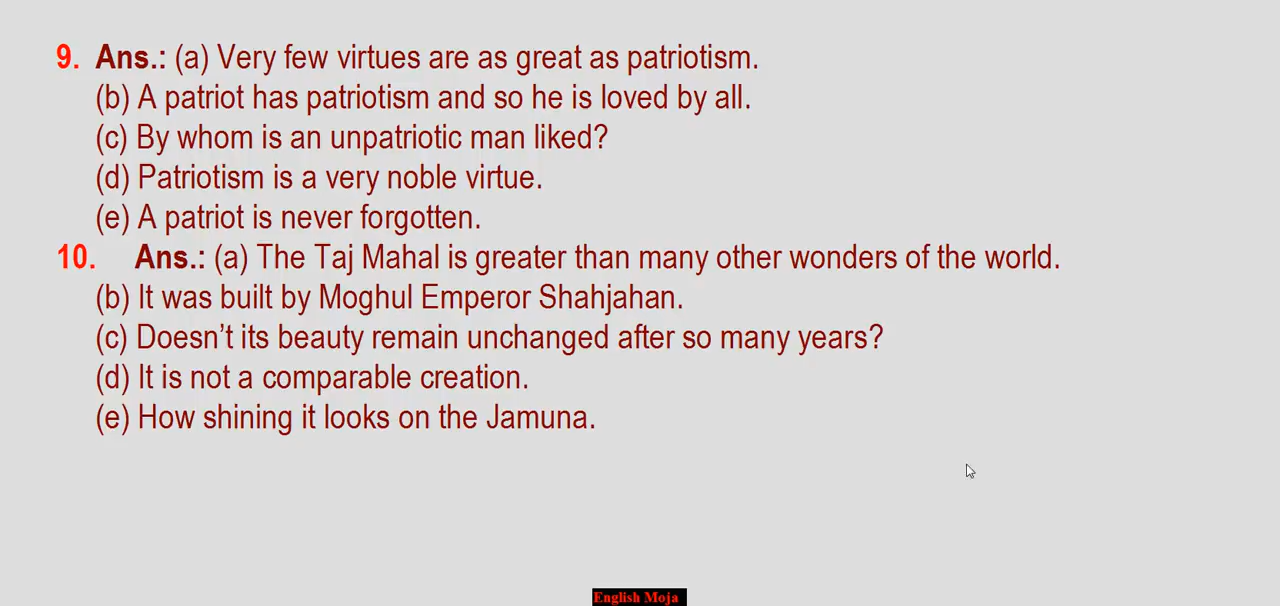 9. Ans.: (a) Very few virtues are as great as patriotism.
(b) A patriot has patriotism and so he is loved by all.
(c) By whom is an unpatriotic man liked?
(d) Patriotism is a very noble virtue.
(e) A patriot is never forgotten.
10. Ans.: (a) The Taj Mahal is greater than many other wonders of the world.
(b) It was built by Moghul Emperor Shahjahan.
(c) Doesn’t its beauty remain unchanged after so many years?
(d) It is not a comparable creation.
(e) How shining it looks on the Jamuna.
English Moja